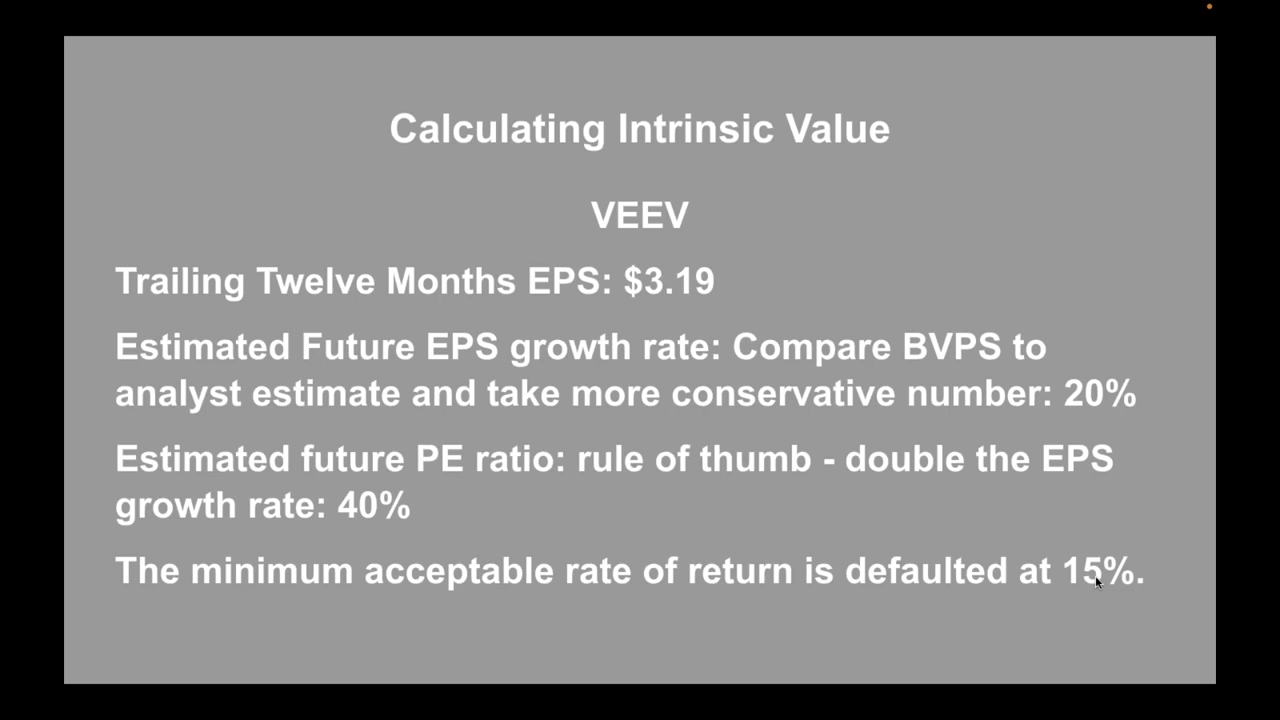 Calculating Intrinsic Value
VEEV
Trailing Twelve Months EPS: $3.19
Estimated Future EPS growth rate: Compare BVPS to
analyst estimate and take more conservative number: 20%
Estimated future PE ratio: rule of thumb - double the EPS
growth rate: 40%
The minimum acceptable rate of return is defaulted at 15%.